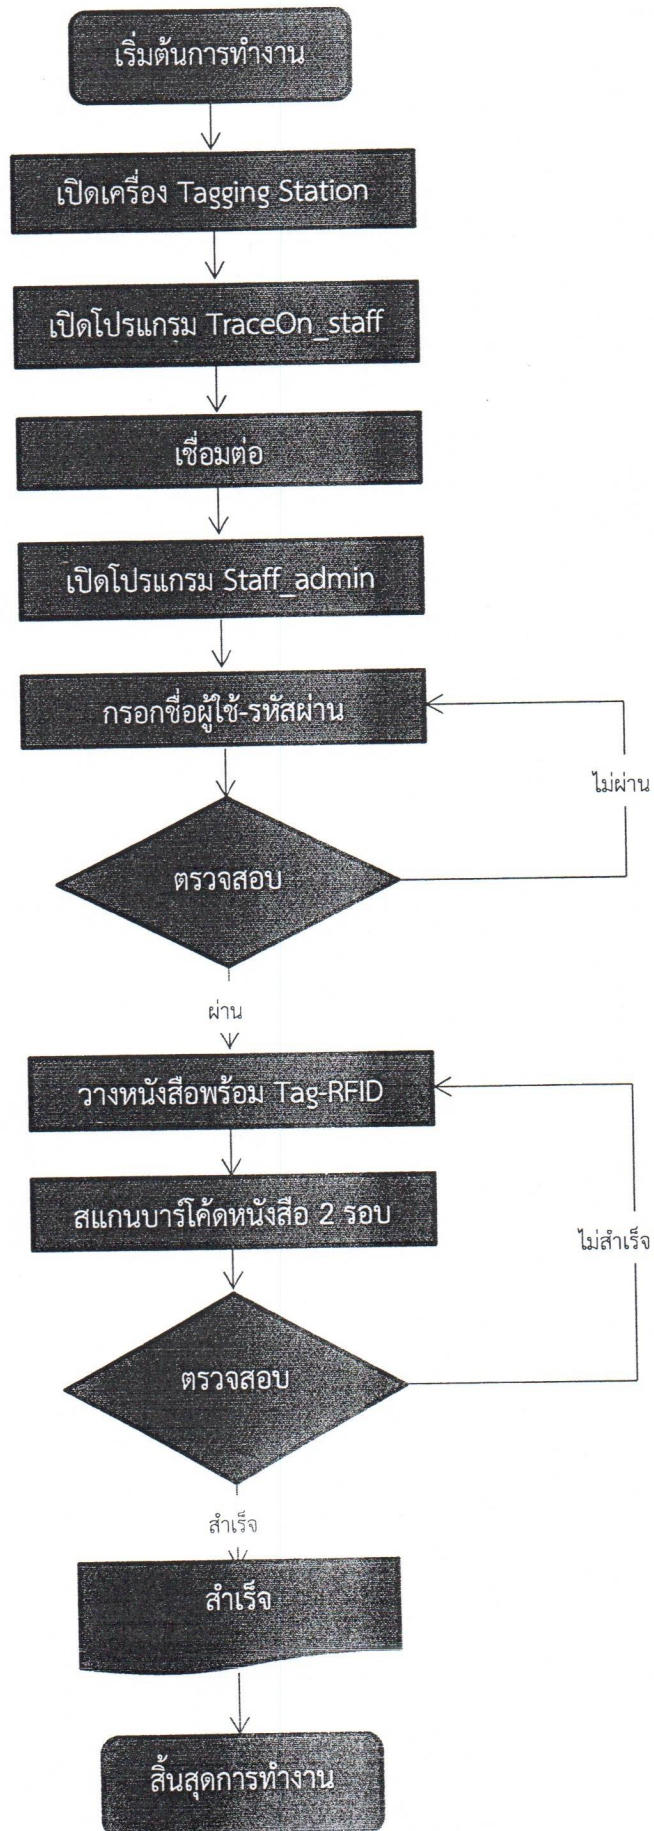 เริ่มต้นการทำงาน
เปิดเครื่อง Tagging Station
เปิดโปรแกรม TraceOn_staff
เชื่อมต่อ
เปิดโปรแกรม Staff_admin
กรอกชื่อผู้ใช้-รหัสผ่าน
ไม่ผ่าน
ตรวจสอบ
ผ่าน
วางหนังสือพร้อม Tag-RFID
สแกนบาร์โค้ดหนังสือ 2 รอบ
ไม่สำเร็จ
ตรวจสอบ
สำเร็จ
สำเร็จ
สิ้นสุดการทำงาน